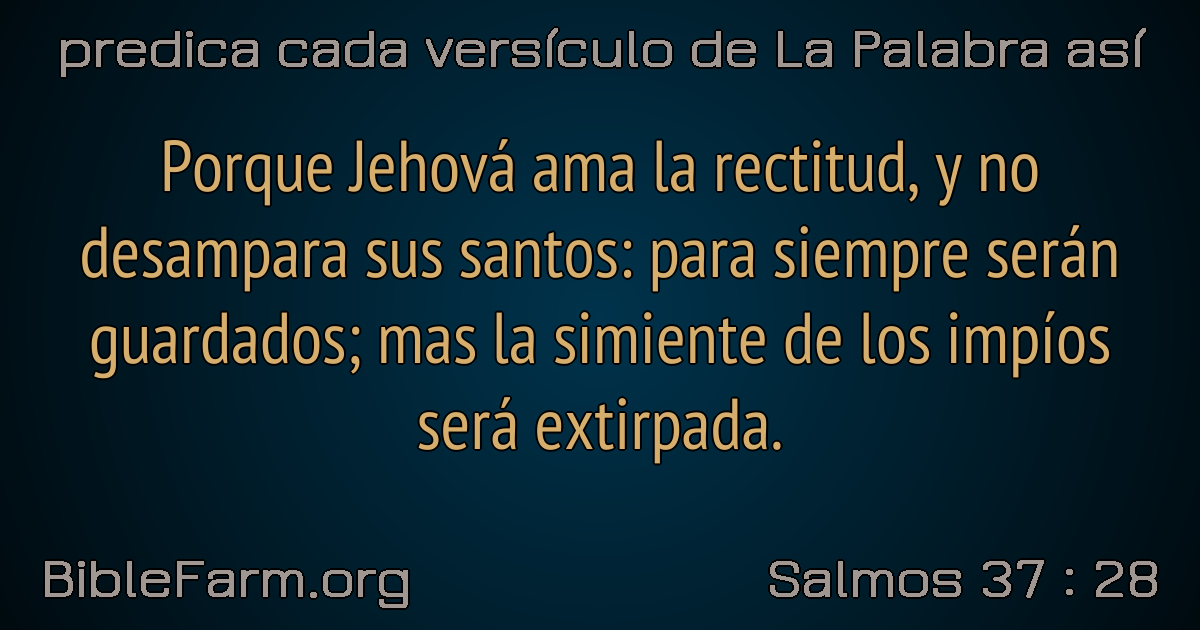 predica cada versículo de La Palabra así
Porque Jehová ama la rectitud, y no
desampara sus santos: para siempre serán
guardados; mas la simiente de los impíos
será extirpada.
BibleFarm.org
Salmos 37 : 28